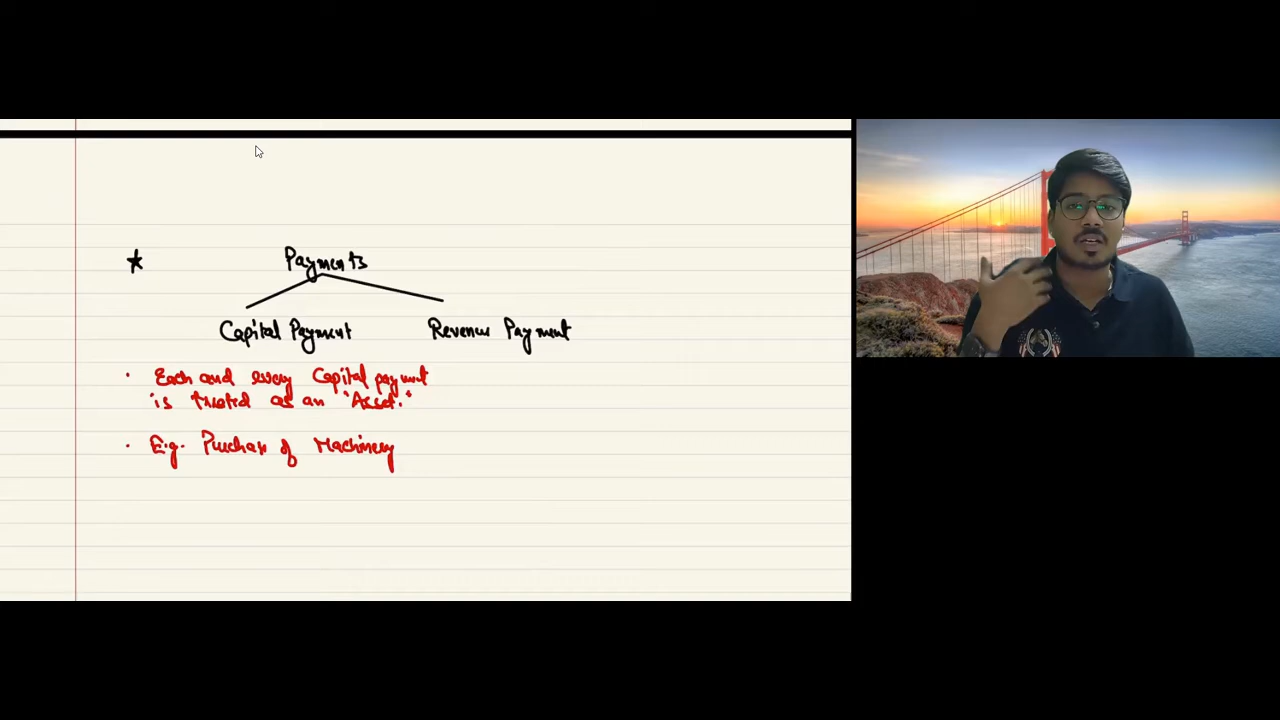 ★ Payments
Capital Payment Revenue Payment
· Each and every Capital payment
is treated as an "Asset."
· E.g. Purchase of Machinery